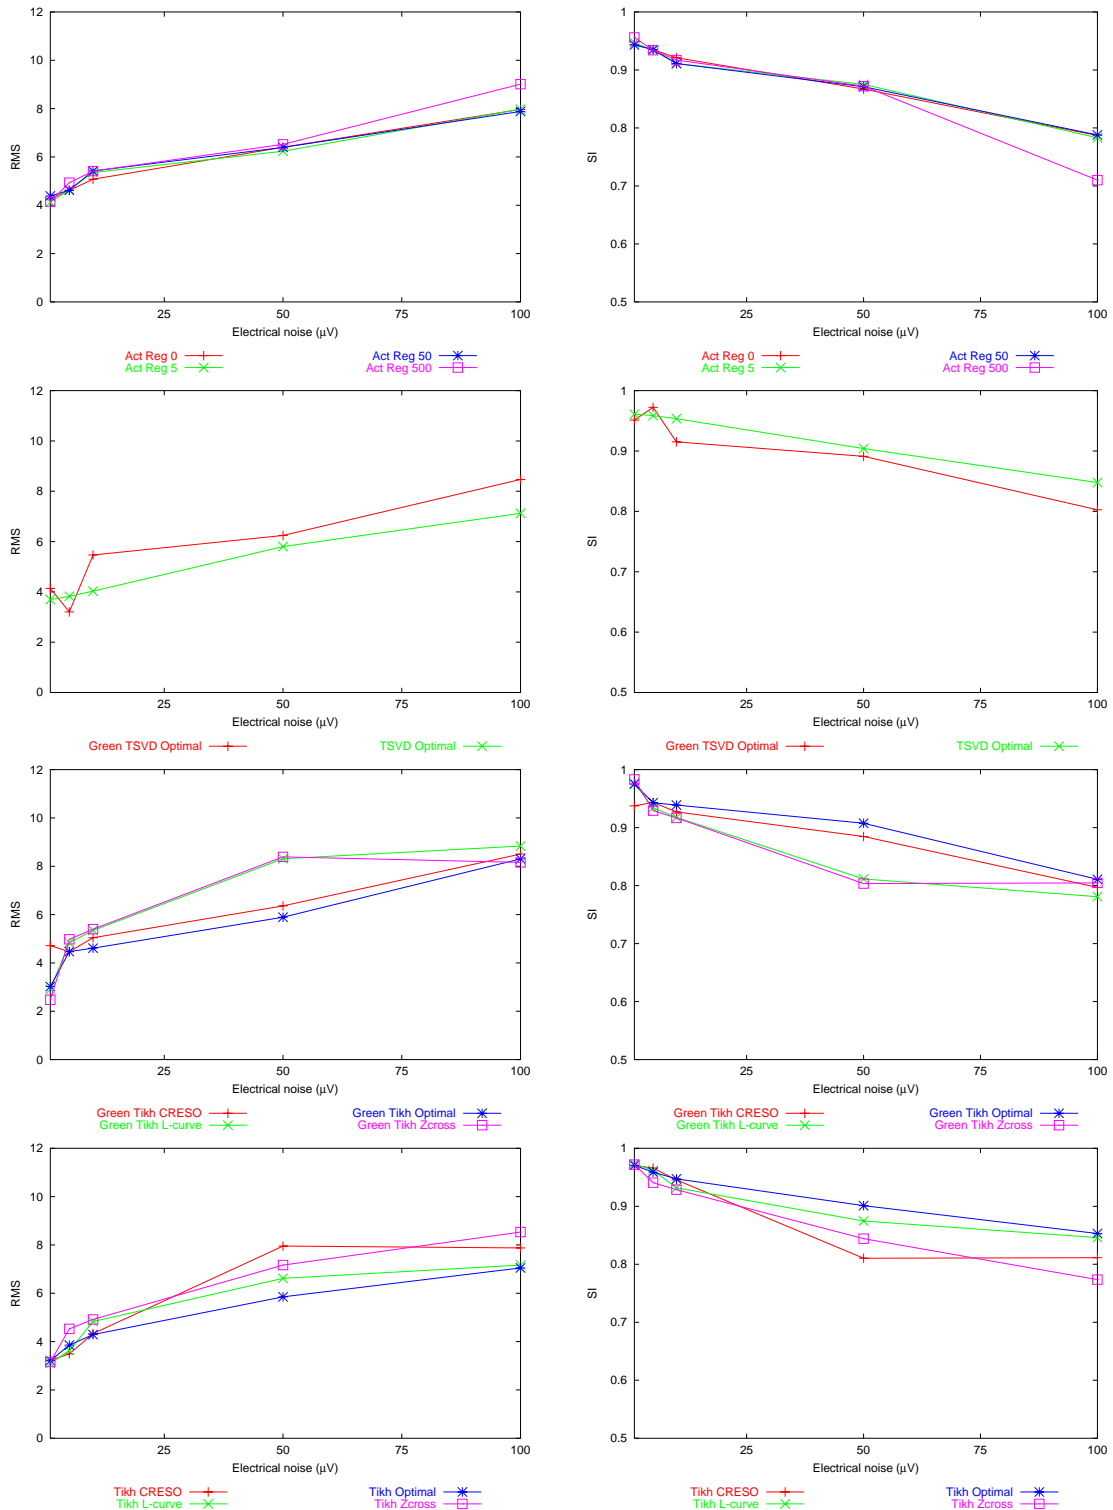 12
10
8
6
4
2
0
RMS
25
50
75
100
Electrical noise (μV)
Act Reg 0
Act Reg 50
Act Reg 5
Act Reg 500
1
0.9
0.8
0.7
0.6
0.5
SI
25
50
75
100
Electrical noise (μV)
Act Reg 0
Act Reg 50
Act Reg 5
Act Reg 500
12
10
8
6
4
2
0
RMS
25
50
75
100
Electrical noise (μV)
Green TSVD Optimal
TSVD Optimal
1
0.9
0.8
0.7
0.6
0.5
SI
25
50
75
100
Electrical noise (μV)
Green TSVD Optimal
TSVD Optimal
12
10
8
6
4
2
0
RMS
25
50
75
100
Electrical noise (μV)
Green Tikh CRESO
Green Tikh Optimal
Green Tikh L-curve
Green Tikh Zcross
1
0.9
0.8
0.7
0.6
0.5
SI
25
50
75
100
Electrical noise (μV)
Green Tikh CRESO
Green Tikh Optimal
Green Tikh L-curve
Green Tikh Zcross
12
10
8
6
4
2
0
RMS
25
50
75
100
Electrical noise (μV)
Tikh CRESO
Tikh Optimal
Tikh L-curve
Tikh Zcross
1
0.9
0.8
0.7
0.6
0.5
SI
25
50
75
100
Electrical noise (μV)
Tikh CRESO
Tikh Optimal
Tikh L-curve
Tikh Zcross